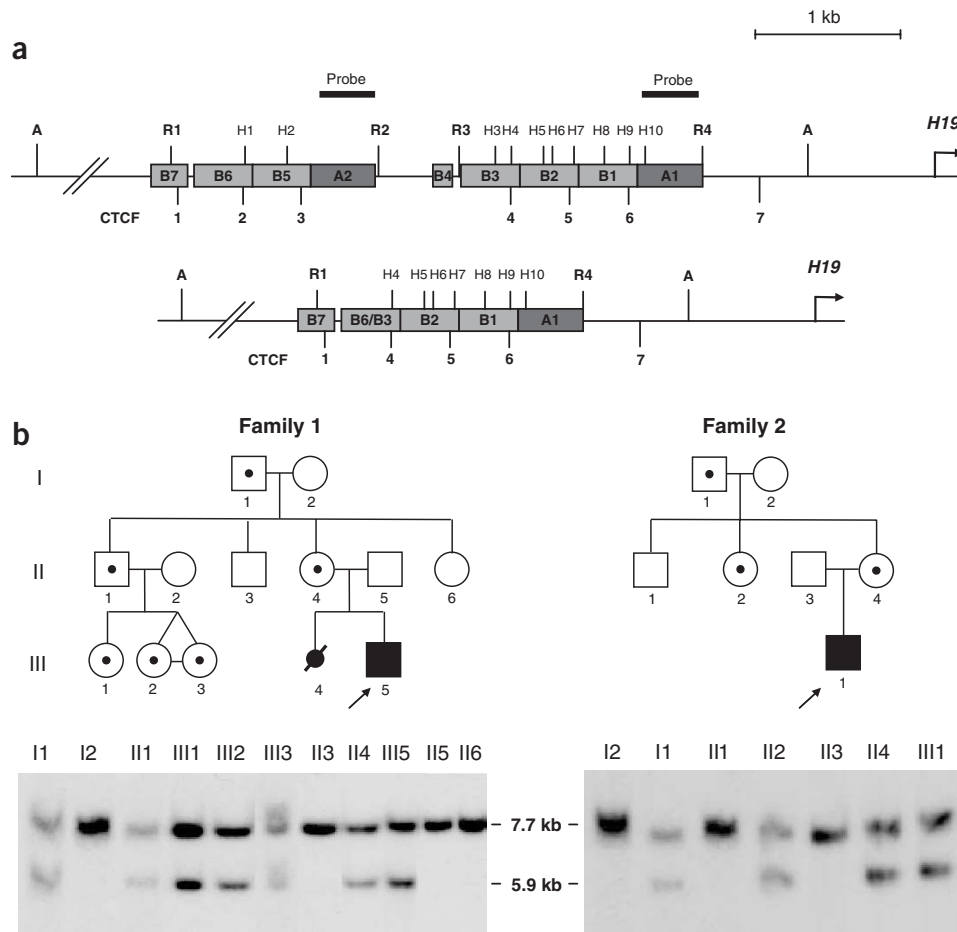 a
1 kb
Probe Probe
A R1 H1 H2 R2 R3 H3 H4 H5 H6 H7 H8 H9 H10 R4 A H19
B7 B6 B5 A2 B4 B3 B2 B1 A1
CTCF 1 2 3 4 5 6 7
A R1 H4 H5 H6 H7 H8 H9 H10 R4 A H19
B7 B6/B3 B2 B1 A1
CTCF 1 4 5 6 7
b
Family 1 Family 2
I
1 2 1 2
II
1 2 3 4 5 6 1 2 3 4
III
1 2 3 4 5 1
I1 I2 II1 III1 III2 III3 II3 II4 III5 II5 II6 I2 I1 II1 II2 II3 II4 III1
7.7 kb
5.9 kb